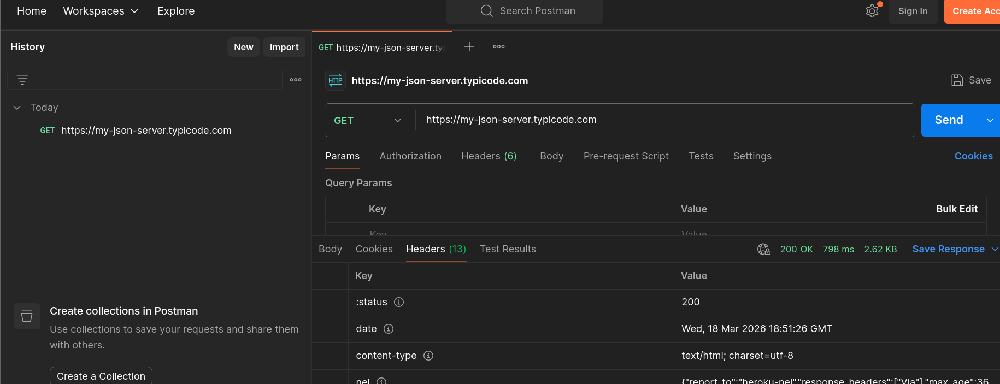 Home Workspaces Explore Search Postman Sign In Create Acc
History New Import
GET https://my-json-server.typ
HTTP https://my-json-server.typicode.com Save
Today
GET https://my-json-server.typicode.com
GET https://my-json-server.typicode.com Send
Params Authorization Headers (6) Body Pre-request Script Tests Settings Cookies
Query Params
Key Value Bulk Edit
Key Value
Body Cookies Headers (13) Test Results 200 OK 798 ms 2.62 KB Save Response
Key Value
:status 200
date Wed, 18 Mar 2026 18:51:26 GMT
content-type text/html; charset=utf-8
nel {"report_to":"heroku-nel","response_headers":["Via"],"max_age":36
Create collections in Postman
Use collections to save your requests and share them
with others.
Create a Collection